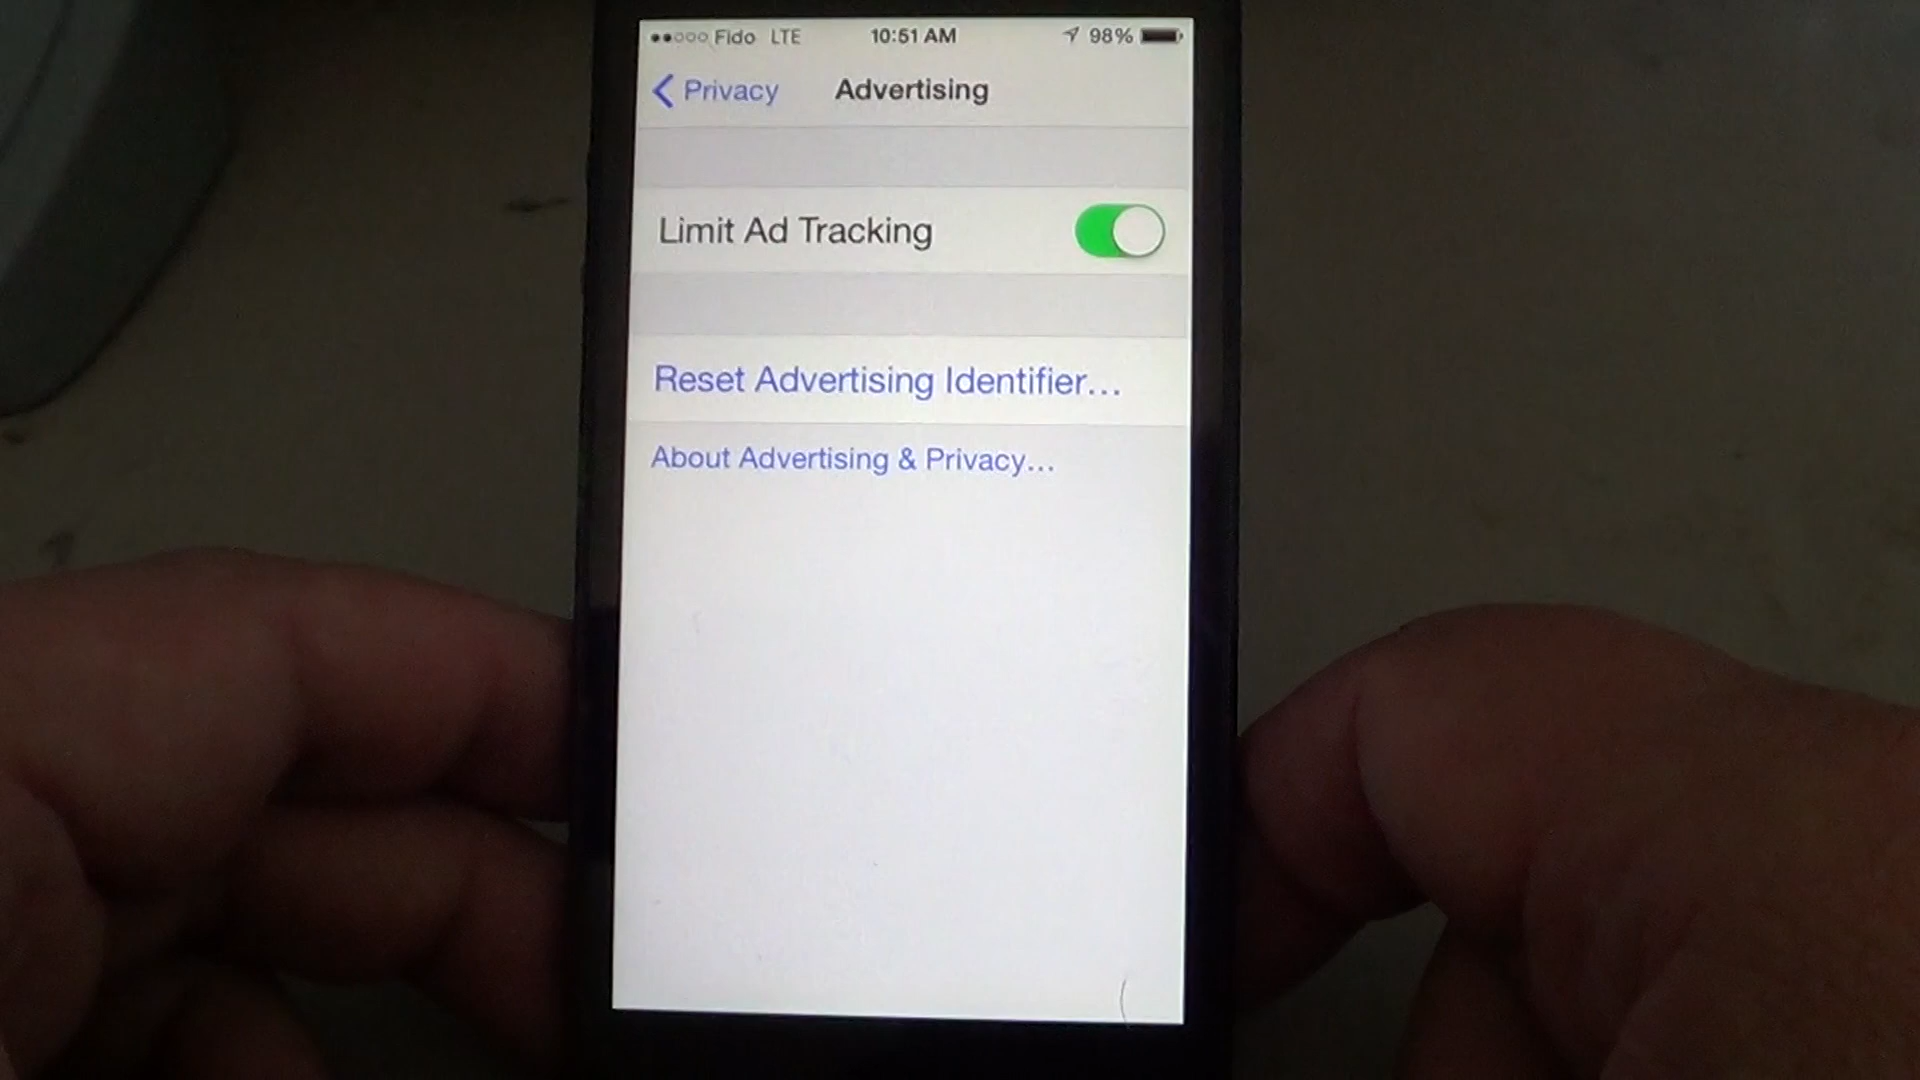 Fido LTE 10:51 AM 98%
Privacy Advertising
Limit Ad Tracking
Reset Advertising Identifier...
About Advertising & Privacy...